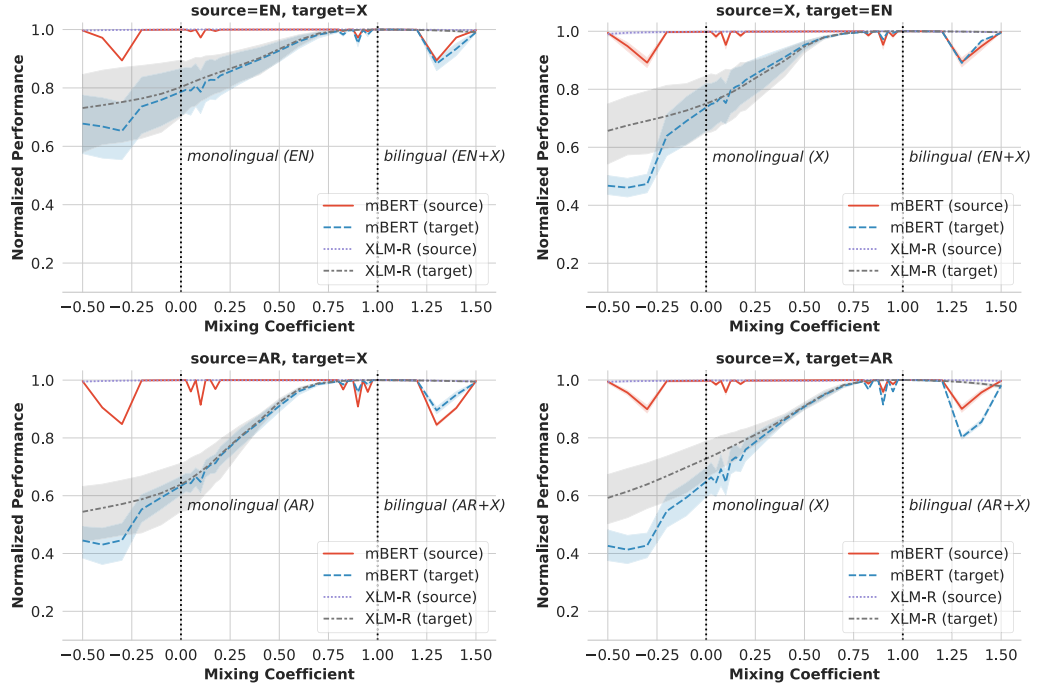 source=EN, target=X
Normalized Performance
1.0
0.8
0.6
0.4
0.2
monolingual (EN)
bilingual (EN+X)
mBERT (source)
mBERT (target)
XLM-R (source)
XLM-R (target)
−0.50 −0.25 0.00 0.25 0.50 0.75 1.00 1.25 1.50
Mixing Coefficient
source=X, target=EN
Normalized Performance
1.0
0.8
0.6
0.4
0.2
monolingual (X)
bilingual (EN+X)
mBERT (source)
mBERT (target)
XLM-R (source)
XLM-R (target)
−0.50 −0.25 0.00 0.25 0.50 0.75 1.00 1.25 1.50
Mixing Coefficient
source=AR, target=X
Normalized Performance
1.0
0.8
0.6
0.4
0.2
monolingual (AR)
bilingual (AR+X)
mBERT (source)
mBERT (target)
XLM-R (source)
XLM-R (target)
−0.50 −0.25 0.00 0.25 0.50 0.75 1.00 1.25 1.50
Mixing Coefficient
source=X, target=AR
Normalized Performance
1.0
0.8
0.6
0.4
0.2
monolingual (X)
bilingual (AR+X)
mBERT (source)
mBERT (target)
XLM-R (source)
XLM-R (target)
−0.50 −0.25 0.00 0.25 0.50 0.75 1.00 1.25 1.50
Mixing Coefficient